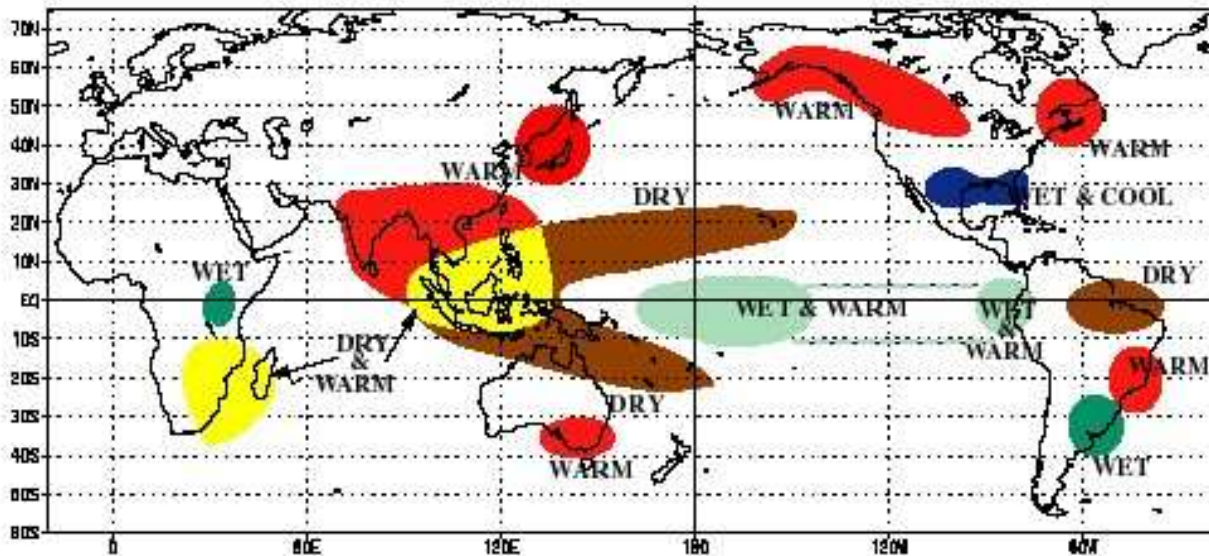 70N
60N
50N
40N
30N
20N
10N
EQ
10S
20S
30S
40S
50S
60S
70S
80S
0
60E
120E
180
120W
60W
WARM
WARM
WARM
DRY
WET & COOL
WET
DRY
WET & WARM
WET
&
WARM
DRY
&
WARM
WARM
DRY
WARM
WET